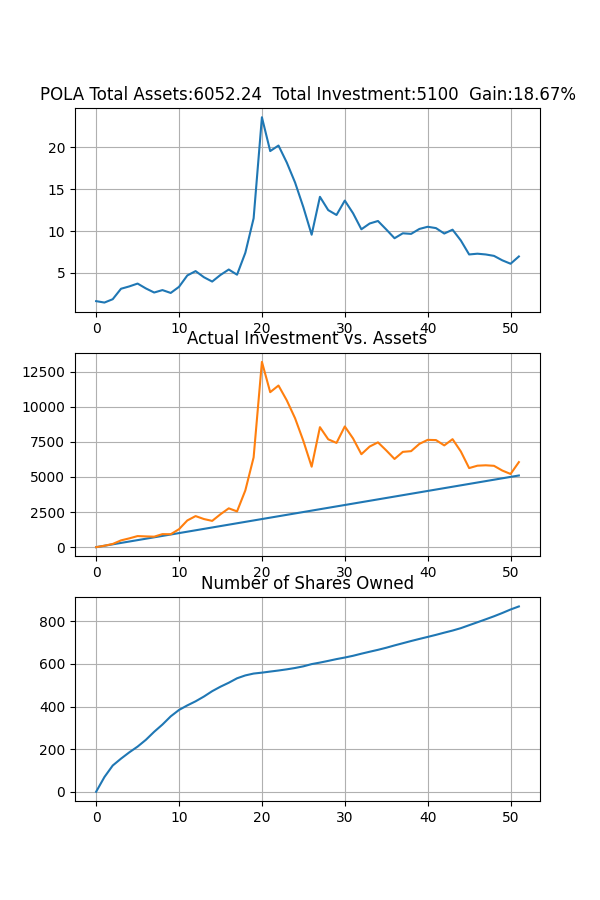 POLA Total Assets:6052.24  Total Investment:5100  Gain:18.67%
20
15
10
5
0 10 20 30 40 50
Actual Investment vs. Assets
12500
10000
7500
5000
2500
0
0 10 20 30 40 50
Number of Shares Owned
800
600
400
200
0
0 10 20 30 40 50